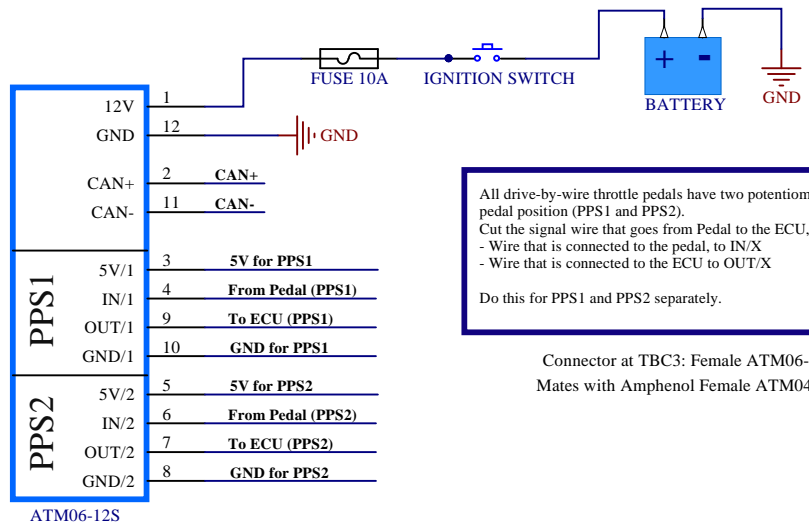 FUSE 10A
IGNITION SWITCH
+
-
BATTERY
GND
12V 1
GND 12
GND
CAN+ 2 CAN+
CAN- 11 CAN-
PPS1
5V/1 3 5V for PPS1
IN/1 4 From Pedal (PPS1)
OUT/1 9 To ECU (PPS1)
GND/1 10 GND for PPS1
PPS2
5V/2 5 5V for PPS2
IN/2 6 From Pedal (PPS2)
OUT/2 7 To ECU (PPS2)
GND/2 8 GND for PPS2
ATM06-12S
All drive-by-wire throttle pedals have two potentiom
pedal position (PPS1 and PPS2).
Cut the signal wire that goes from Pedal to the ECU,
- Wire that is connected to the pedal, to IN/X
- Wire that is connected to the ECU to OUT/X
Do this for PPS1 and PPS2 separately.
Connector at TBC3: Female ATM06-
Mates with Amphenol Female ATM04